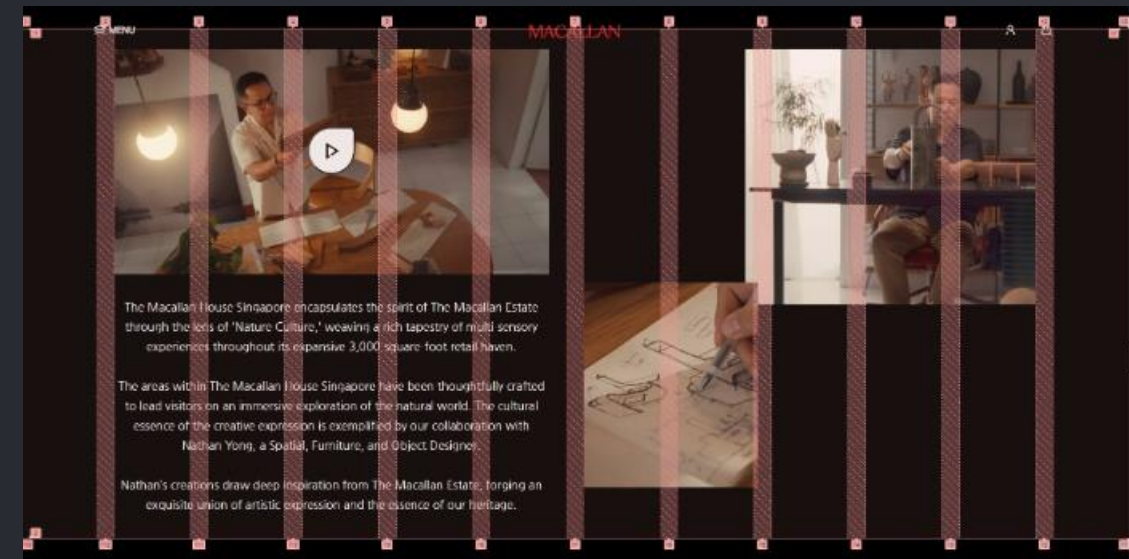 MENU
MACALLAN
The Macallan House Singapore encapsulates the spirit of The Macallan Estate
through the lens of 'Nature Culture,' weaving a rich tapestry of multi sensory
experiences throughout its expansive 3,000 square foot retail haven.
The areas within The Macallan House Singapore have been thoughtfully crafted
to lead visitors on an immersive exploration of the natural world. The cultural
essence of the creative expression is exemplified by our collaboration with
Nathan Yong, a Spatial, Furniture, and Object Designer.
Nathan's creations draw deep inspiration from The Macallan Estate, forging an
exquisite union of artistic expression and the essence of our heritage.